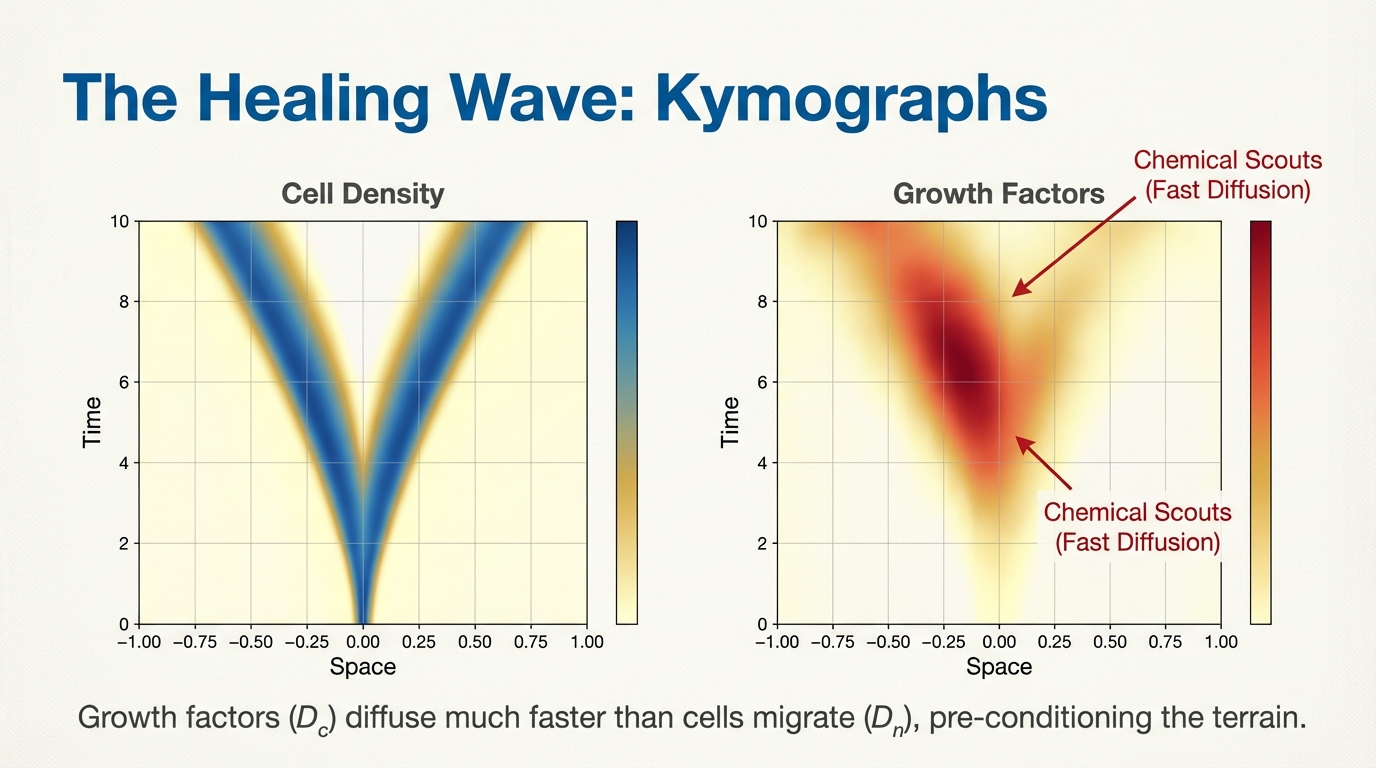 The Healing Wave: Kymographs
Chemical Scouts
(Fast Diffusion)
Cell Density
10
8
6
4
2
0
Time
−1.00 −0.75 −0.50 −0.25 0.00 0.25 0.50 0.75 1.00
Space
Growth Factors
10
8
6
4
2
0
Time
Chemical Scouts
(Fast Diffusion)
−1.00 −0.75 −0.50 −0.25 0.00 0.25 0.50 0.75 1.00
Space
Growth factors (D_c) diffuse much faster than cells migrate (D_n), pre-conditioning the terrain.